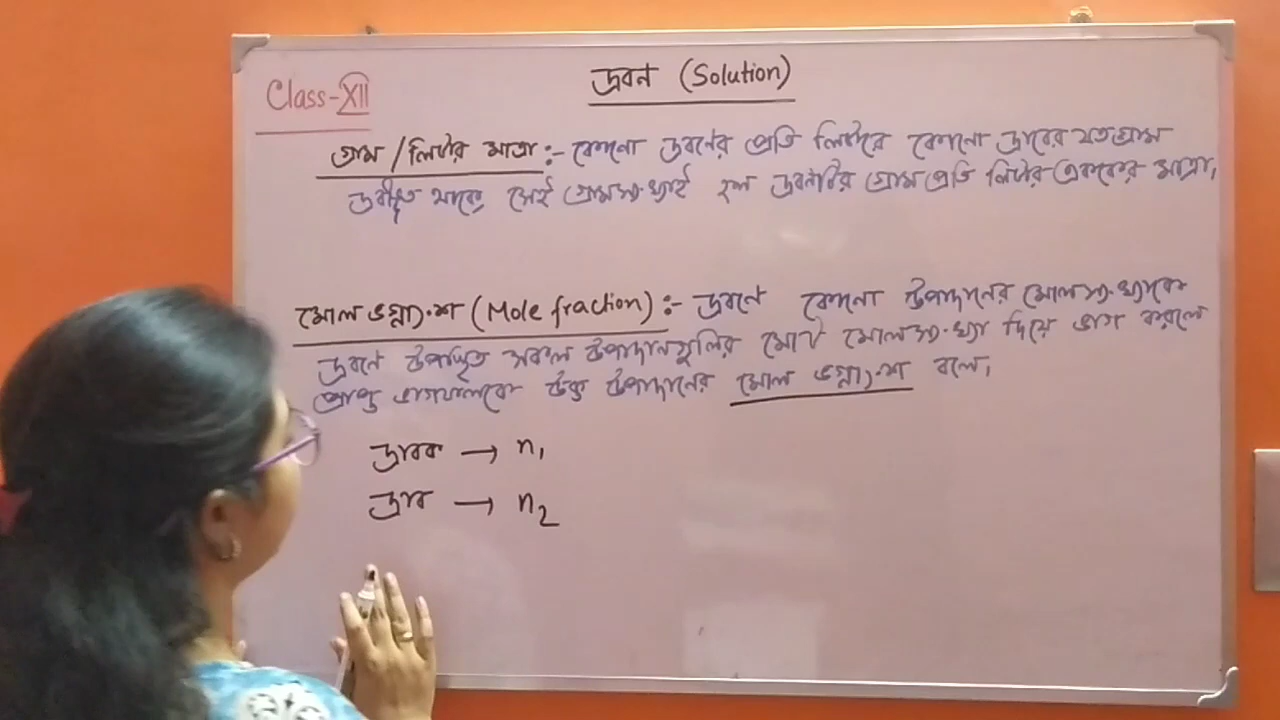 দ্রবণ (Solution)
Class-XII
গ্রাম / লিটার মাত্রা :- কোনো দ্রবণের প্রতি লিটারে কোনো দ্রাবের যতগ্রাম
দ্রবীভূত থাকে সেই গ্রামসংখ্যাই হল দ্রবণটির গ্রাম প্রতি লিটার এককের মাত্রা।
মোল ভগ্নাংশ (Mole fraction) :- দ্রবণে কোনো উপাদানের মোলসংখ্যাকে
দ্রবণে উপস্থিত সকল উপাদানগুলির মোট মোলসংখ্যা দিয়ে ভাগ করলে
প্রাপ্ত ভাগফলকে উক্ত উপাদানের মোল ভগ্নাংশ বলে।
দ্রাবক → n₁
দ্রাব → n₂